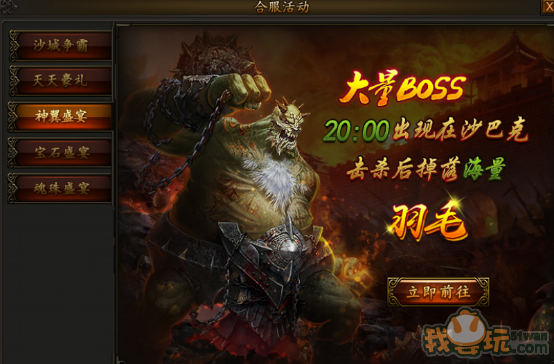 合服活动
X
沙城争霸
天天豪礼
神翼盛宴
宝石盛宴
魂珠盛宴
大量BOSS
20:00出现在沙巴克
击杀后掉落海量
羽毛
立即前往
我要玩
51wan
.com